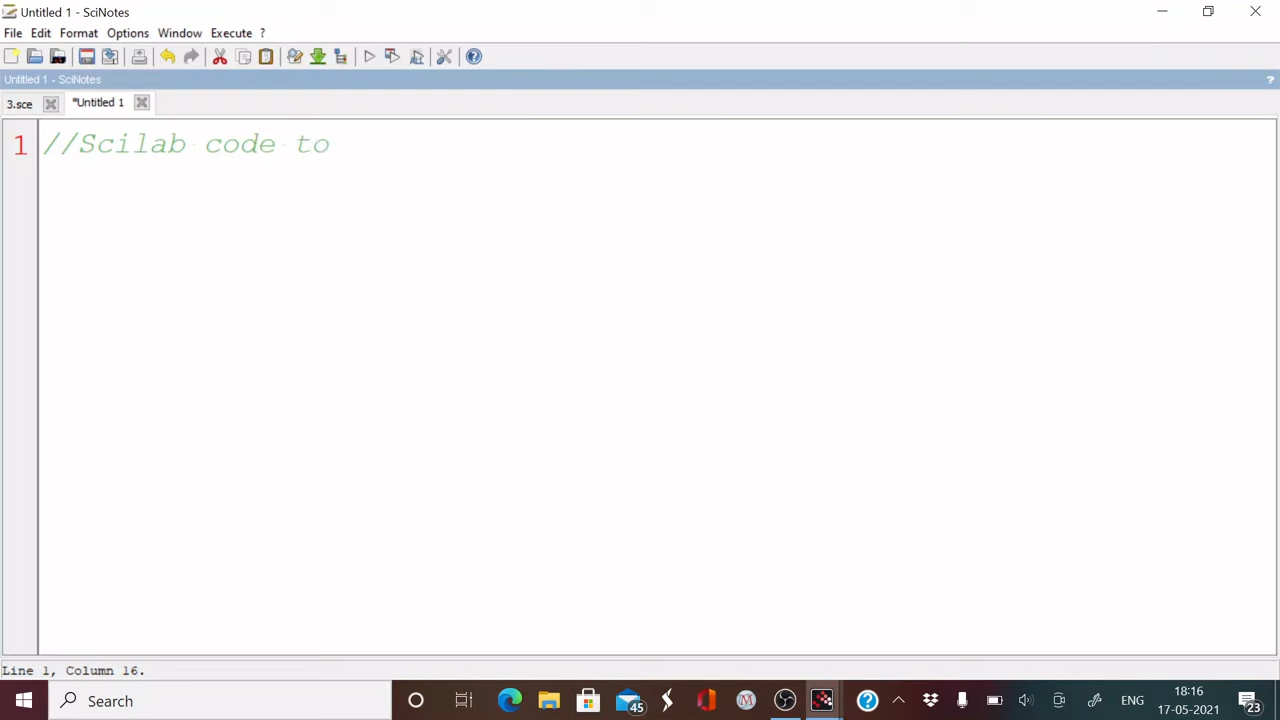 Untitled 1 - SciNotes
File Edit Format Options Window Execute ?
Untitled 1 - SciNotes ?
3.sce *Untitled 1
1 //Scilab code to
Line 1, Column 16.
Search 45 ENG 18:16
17-05-2021 23